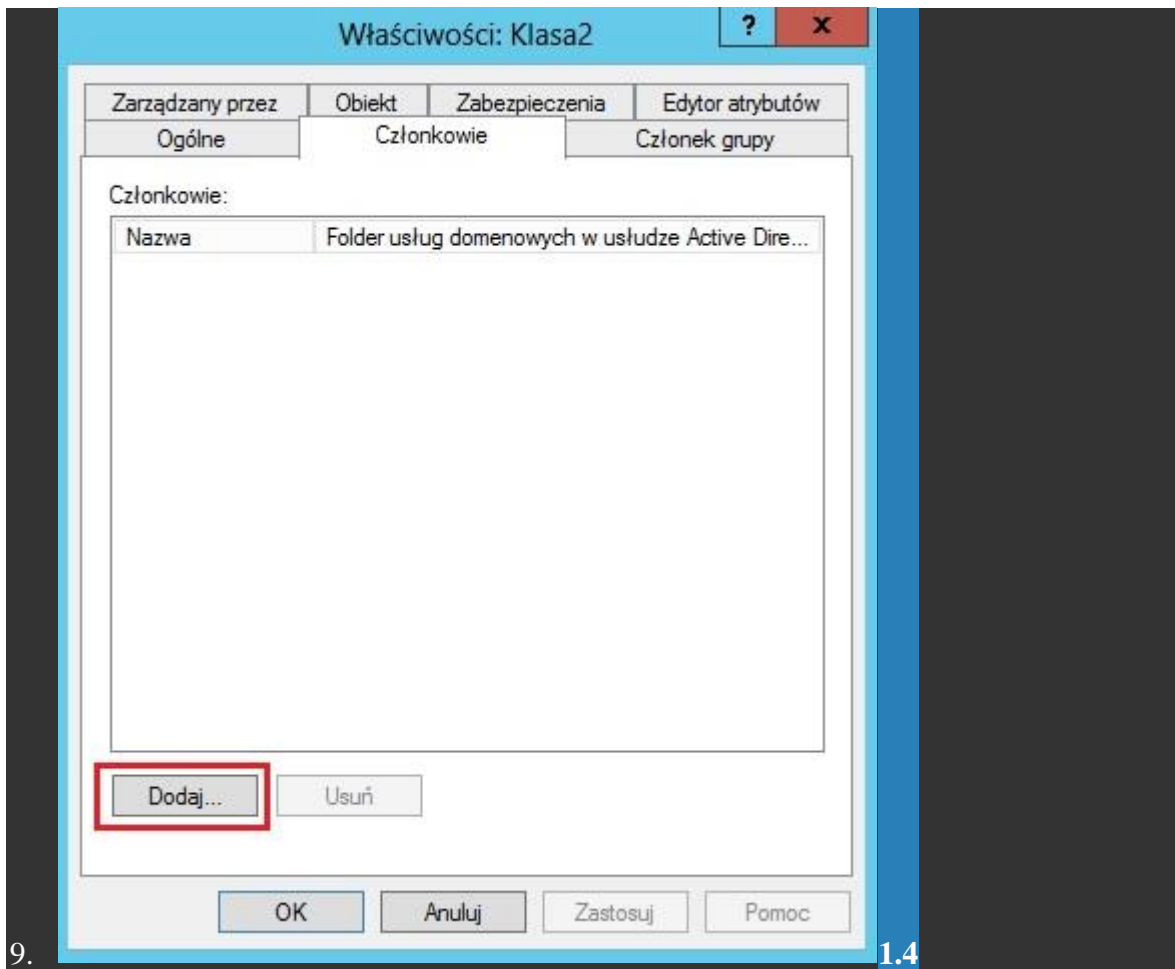 Właściwości: Klasa2
? x
Zarządzany przez Obiekt Zabezpieczenia Edytor atrybutów
Ogólne Członkowie Członek grupy
Członkowie:
Nazwa Folder usług domenowych w usłudze Active Dire...
Dodaj... Usuń
OK Anuluj Zastosuj Pomoc
9. 1.4